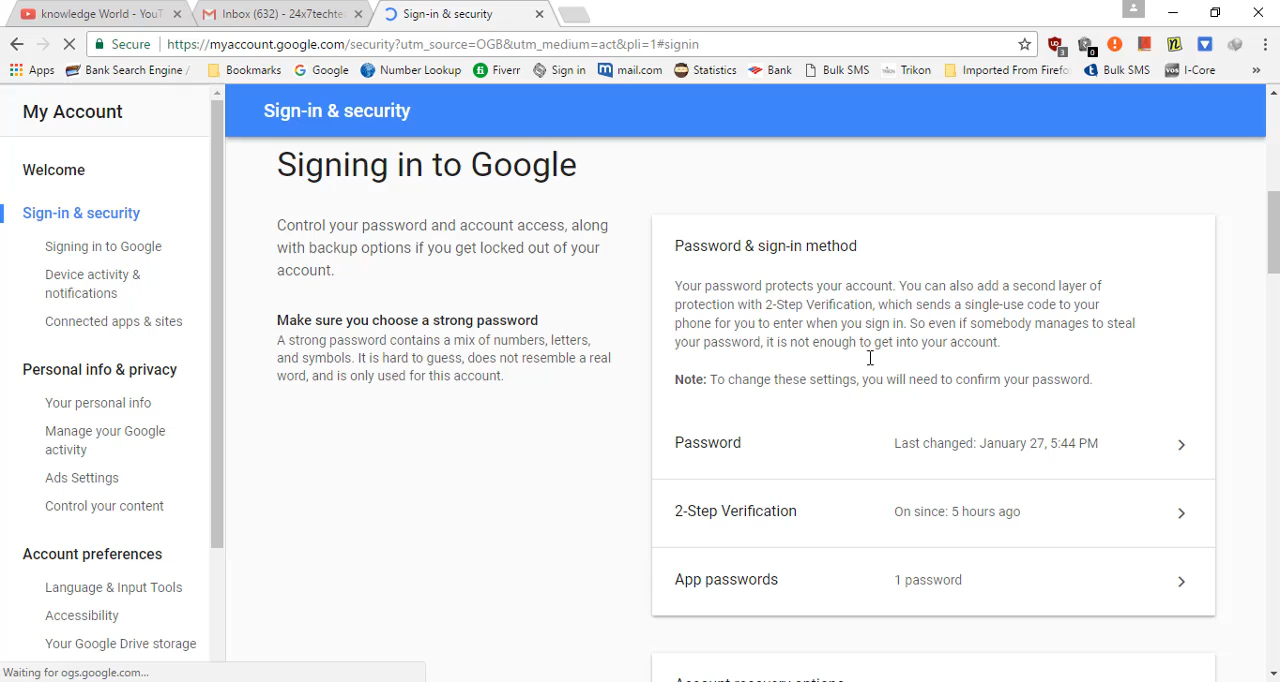 knowledge World - YouT
Inbox (632) - 24x7techte
Sign-in & security
Secure
https://myaccount.google.com/security?utm_source=OGB&utm_medium=act&pli=1#signin
3
0
Apps
Bank Search Engine /
Bookmarks
Google
Number Lookup
Fiverr
Sign in
mail.com
Statistics
Bank
Bulk SMS
Trikon
Imported From Firefo
Bulk SMS
I-Core
»
My Account
Sign-in & security
Welcome
Sign-in & security
Signing in to Google
Device activity &
notifications
Connected apps & sites
Personal info & privacy
Your personal info
Manage your Google
activity
Ads Settings
Control your content
Account preferences
Language & Input Tools
Accessibility
Your Google Drive storage
Signing in to Google
Control your password and account access, along
with backup options if you get locked out of your
account.
Make sure you choose a strong password
A strong password contains a mix of numbers, letters,
and symbols. It is hard to guess, does not resemble a real
word, and is only used for this account.
Password & sign-in method
Your password protects your account. You can also add a second layer of
protection with 2-Step Verification, which sends a single-use code to your
phone for you to enter when you sign in. So even if somebody manages to steal
your password, it is not enough to get into your account.
Note: To change these settings, you will need to confirm your password.
Password Last changed: January 27, 5:44 PM
2-Step Verification On since: 5 hours ago
App passwords 1 password
Waiting for ogs.google.com...